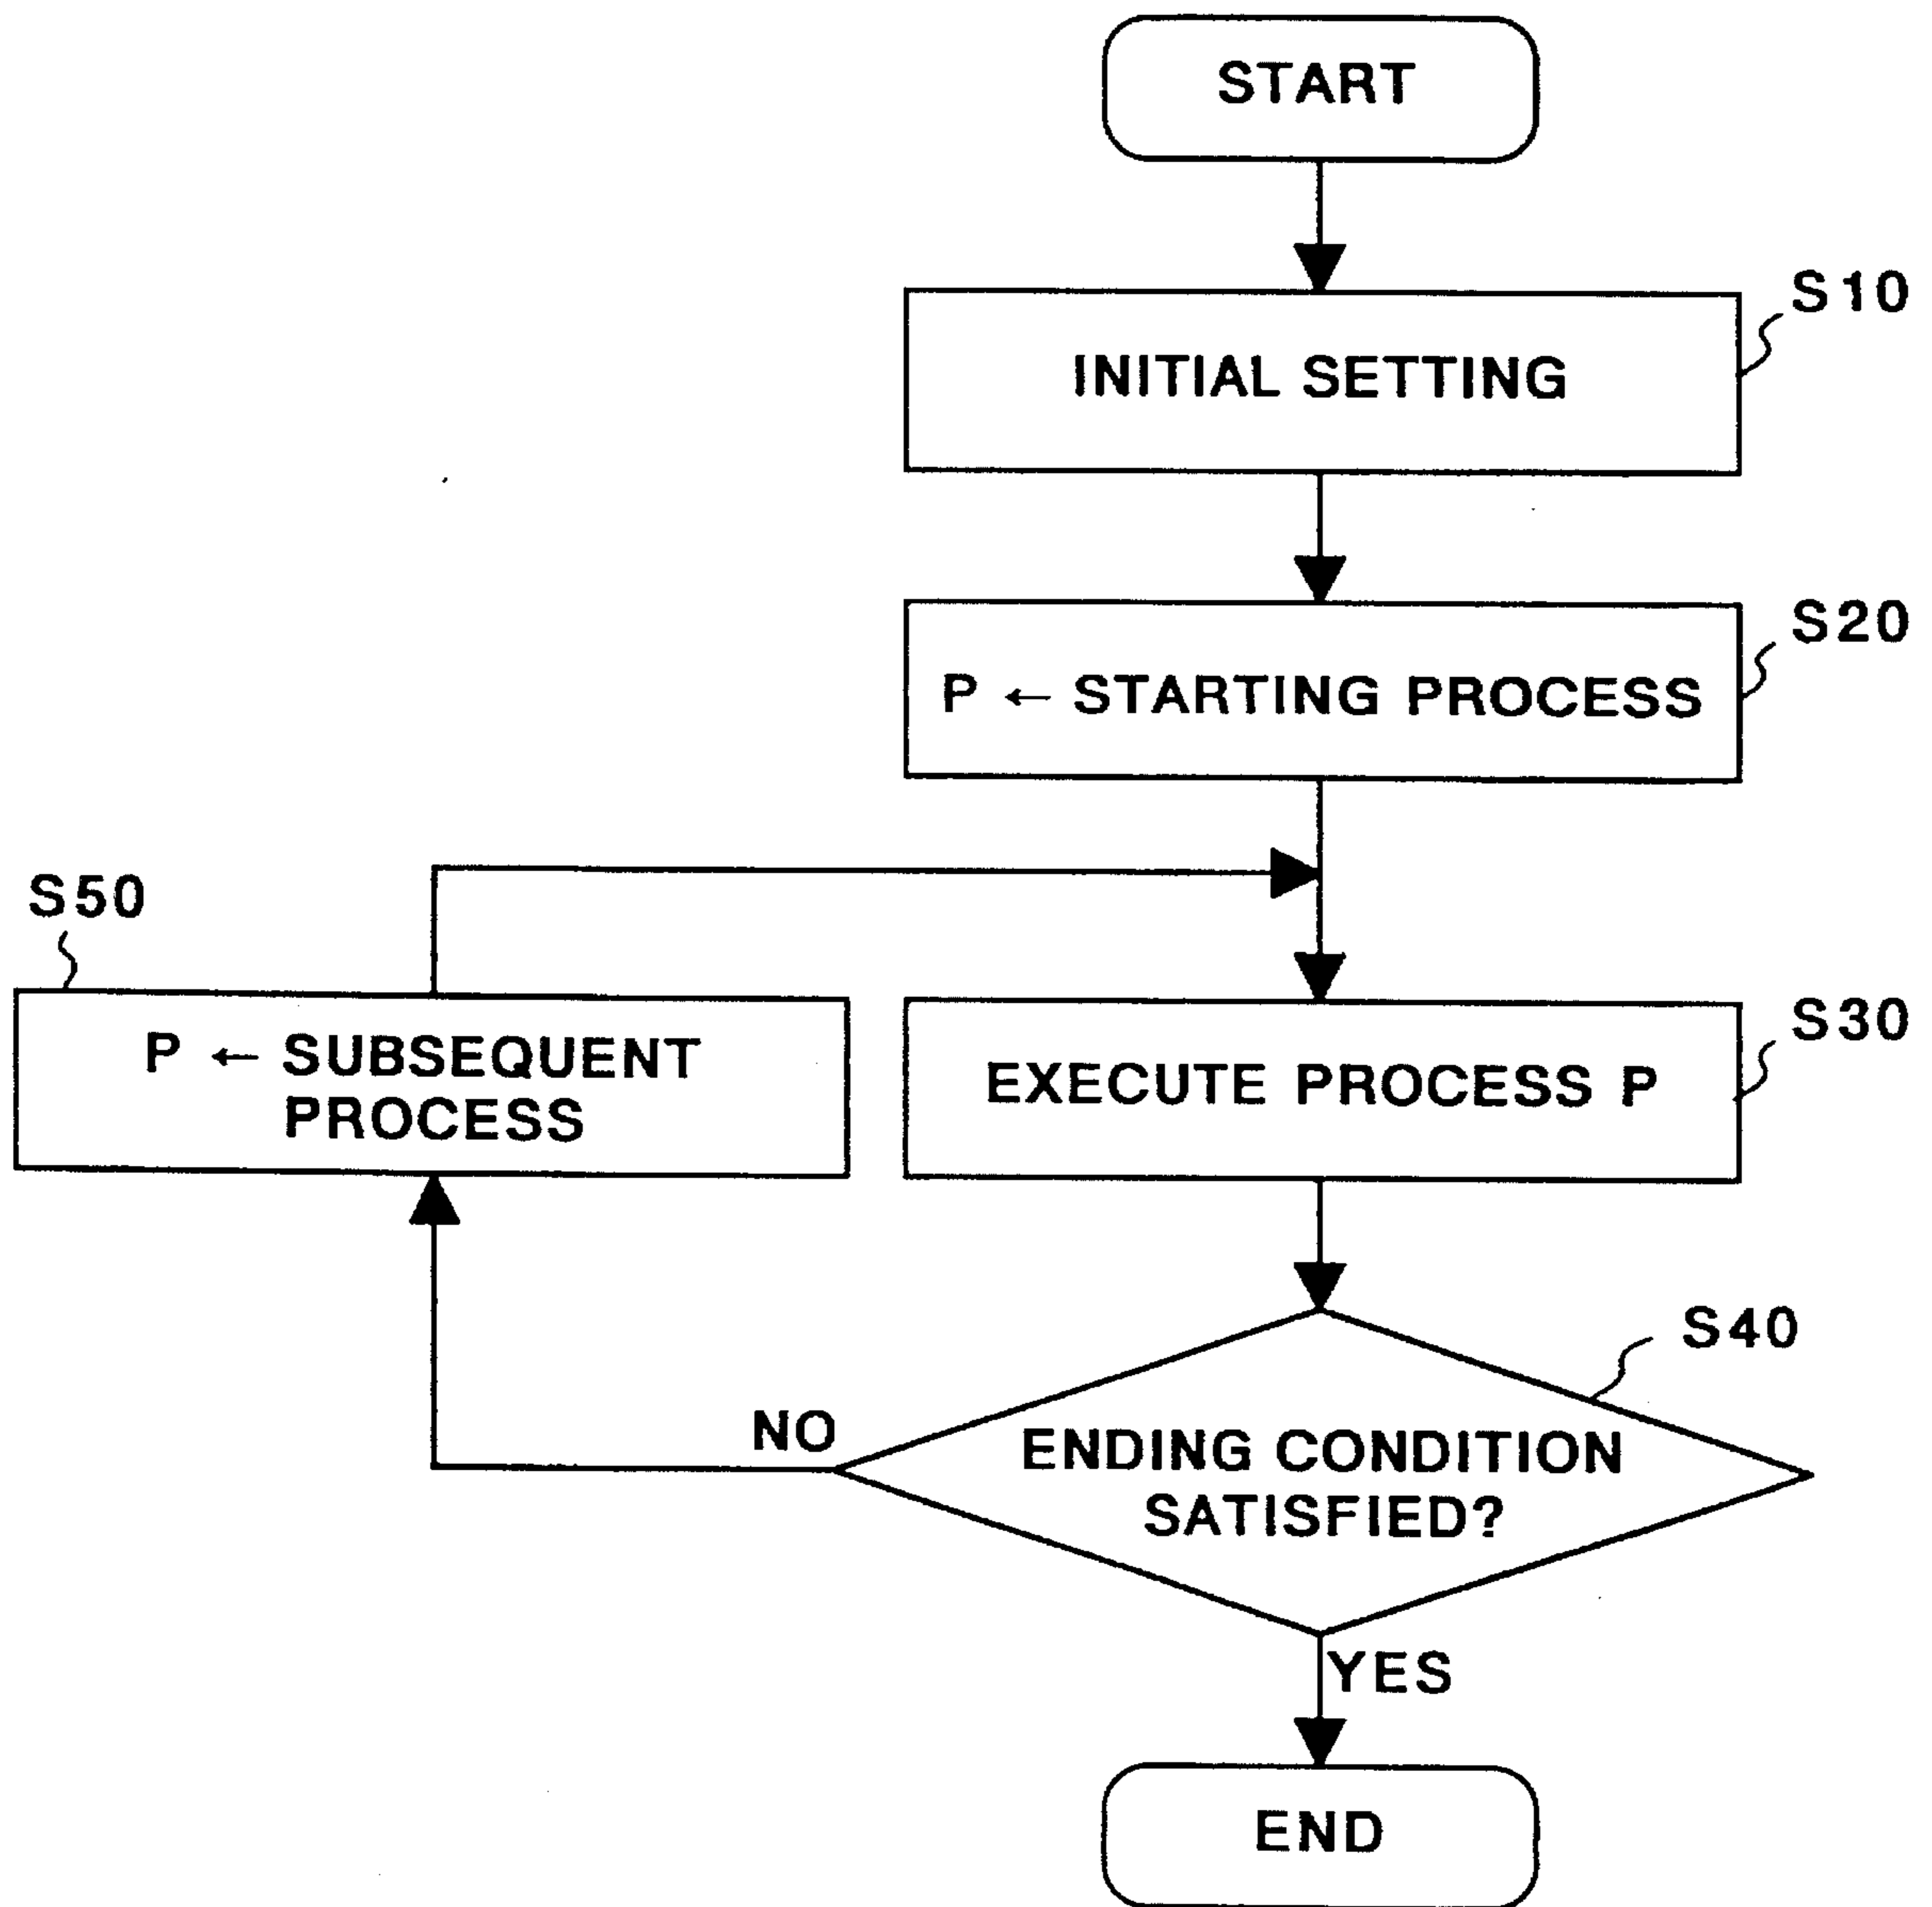 START
S10
INITIAL SETTING
S20
P ← STARTING PROCESS
S50
P ← SUBSEQUENT
PROCESS
S30
EXECUTE PROCESS P
S40
NO
ENDING CONDITION
SATISFIED?
YES
END